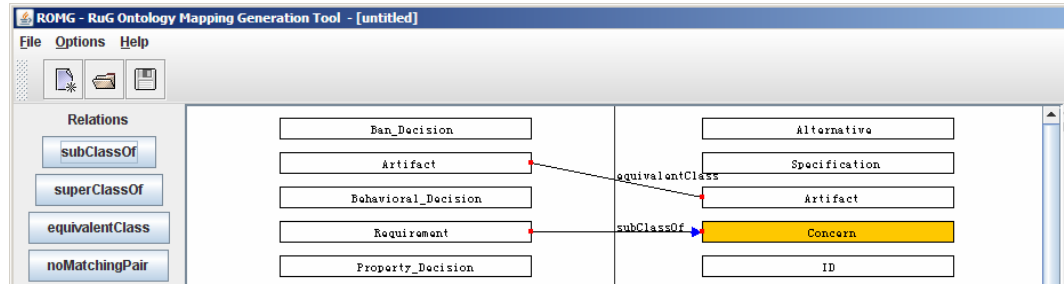 ROMG - RuG Ontology Mapping Generation Tool - [untitled]
File Options Help
Relations
subClassOf
superClassOf
equivalentClass
noMatchingPair
Ban_Decision
Artifact
Behavioral_Decision
Requirement
Property_Decision
equivalentClass
subClassOf
Alternative
Specification
Artifact
Concern
ID